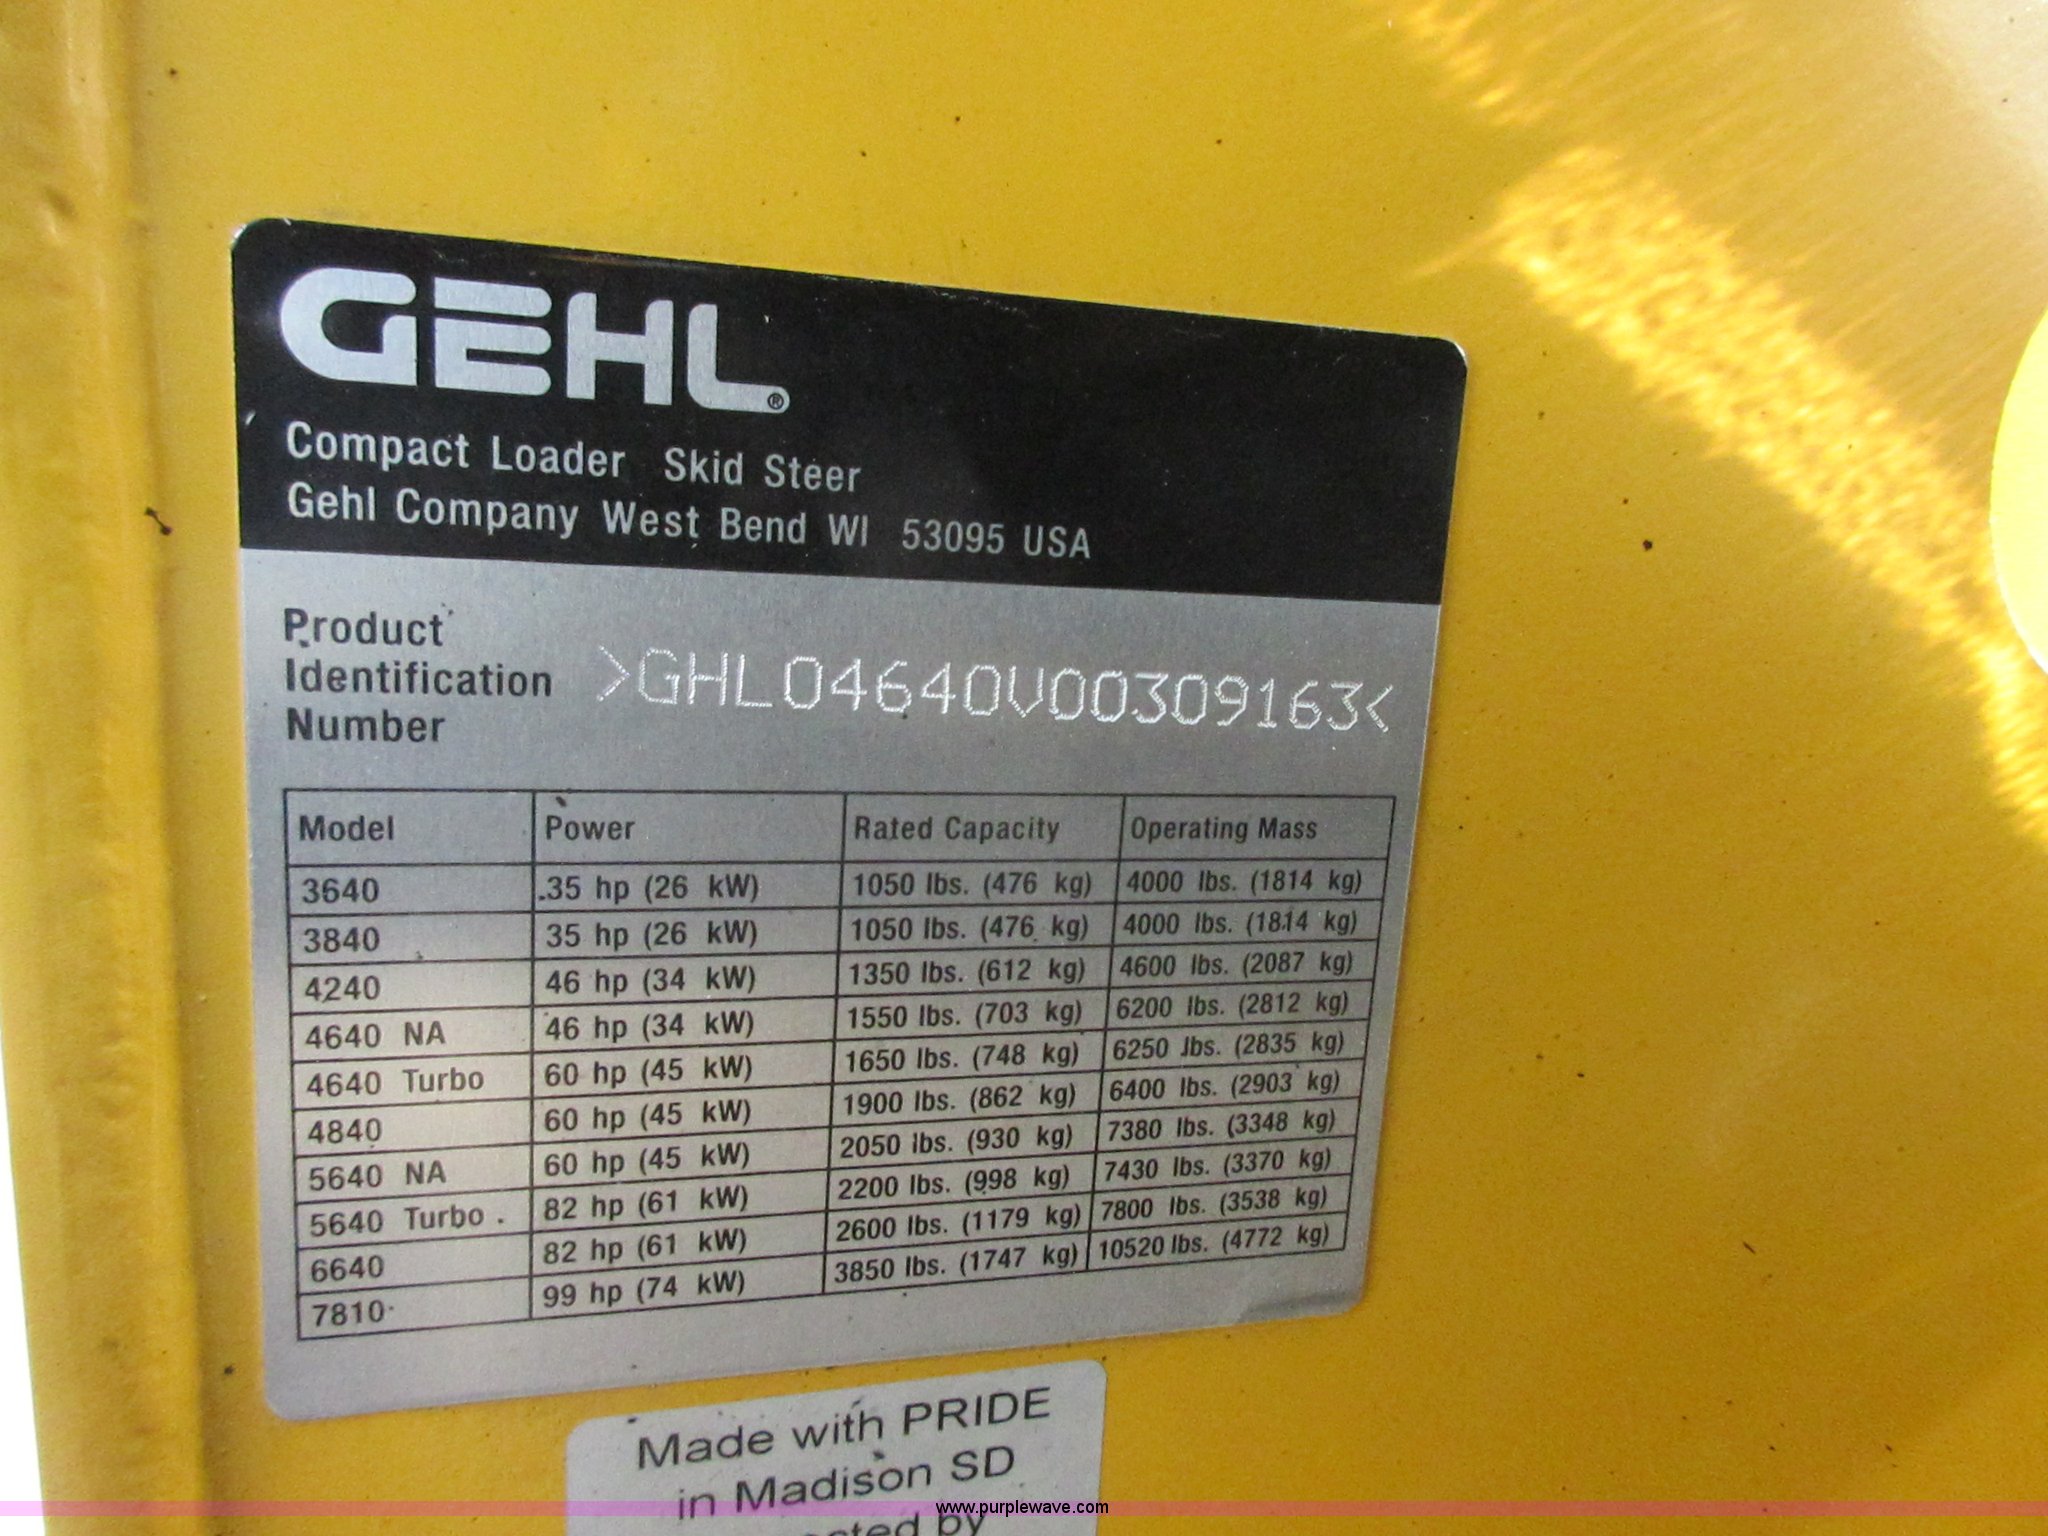 GEHL®
Compact Loader Skid Steer
Gehl Company West Bend WI 53095 USA
Product
Identification
Number
>GHL04640V00309163<
Model Power Rated Capacity Operating Mass
3640 35 hp (26 kW) 1050 lbs. (476 kg) 4000 lbs. (1814 kg)
3840 35 hp (26 kW) 1050 lbs. (476 kg) 4000 lbs. (1814 kg)
4240 46 hp (34 kW) 1350 lbs. (612 kg) 4600 lbs. (2087 kg)
4640 NA 46 hp (34 kW) 1550 lbs. (703 kg) 6200 lbs. (2812 kg)
4640 Turbo 60 hp (45 kW) 1650 lbs. (748 kg) 6250 lbs. (2835 kg)
4840 60 hp (45 kW) 1900 lbs. (862 kg) 6400 lbs. (2903 kg)
5640 NA 60 hp (45 kW) 2050 lbs. (930 kg) 7380 lbs. (3348 kg)
5640 Turbo 82 hp (61 kW) 2200 lbs. (998 kg) 7430 lbs. (3370 kg)
6640 82 hp (61 kW) 2600 lbs. (1179 kg) 7800 lbs. (3538 kg)
7810 99 hp (74 kW) 3850 lbs. (1747 kg) 10520 lbs. (4772 kg)
Made with PRIDE
in Madison SD
by
www.purplewave.com